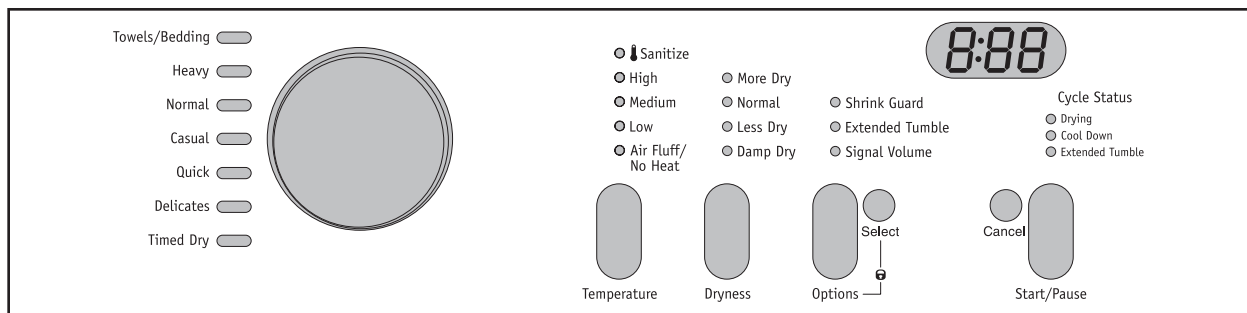 Towels/Bedding
Heavy
Normal
Casual
Quick
Delicates
Timed Dry
Sanitize
High
Medium
Low
Air Fluff/
No Heat
Temperature
More Dry
Normal
Less Dry
Damp Dry
Dryness
Shrink Guard
Extended Tumble
Signal Volume
Select
Options
8:88
Cycle Status
Drying
Cool Down
Extended Tumble
Cancel
Start/Pause